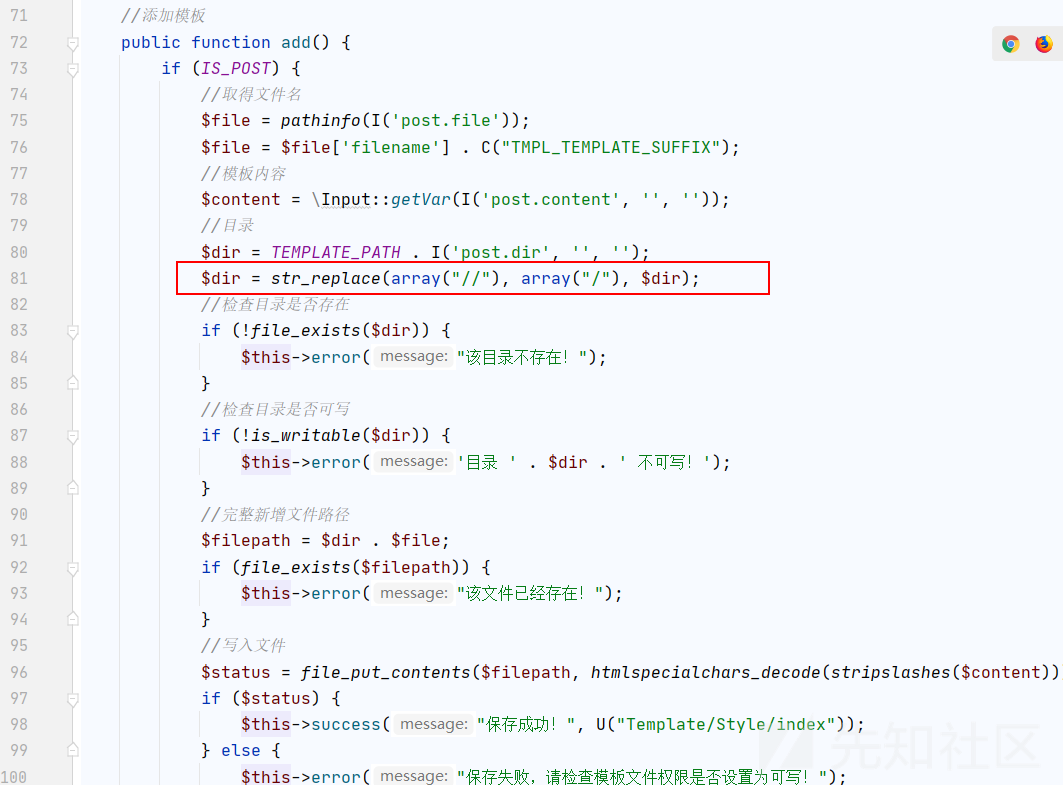 71 //添加模板
72 public function add() {
73 if (IS_POST) {
74 //取得文件名
75 $file = pathinfo(I('post.file'));
76 $file = $file['filename'] . C("TMPL_TEMPLATE_SUFFIX");
77 //模板内容
78 $content = \Input::getVar(I('post.content', '', ''));
79 //目录
80 $dir = TEMPLATE_PATH . I('post.dir', '', '');
81 $dir = str_replace(array("//"), array("/"), $dir);
82 //检查目录是否存在
83 if (!file_exists($dir)) {
84 $this->error( message: "该目录不存在！");
85 }
86 //检查目录是否可写
87 if (!is_writable($dir)) {
88 $this->error( message: '目录 ' . $dir . ' 不可写！');
89 }
90 //完整新增文件路径
91 $filepath = $dir . $file;
92 if (file_exists($filepath)) {
93 $this->error( message: "该文件已经存在！");
94 }
95 //写入文件
96 $status = file_put_contents($filepath, htmlspecialchars_decode(stripslashes($content))
97 if ($status) {
98 $this->success( message: "保存成功！", U("Template/Style/index"));
99 } else {
100 $this->error( message: "保存失败，请检查模板文件权限是否设置为可写！");
先知社区